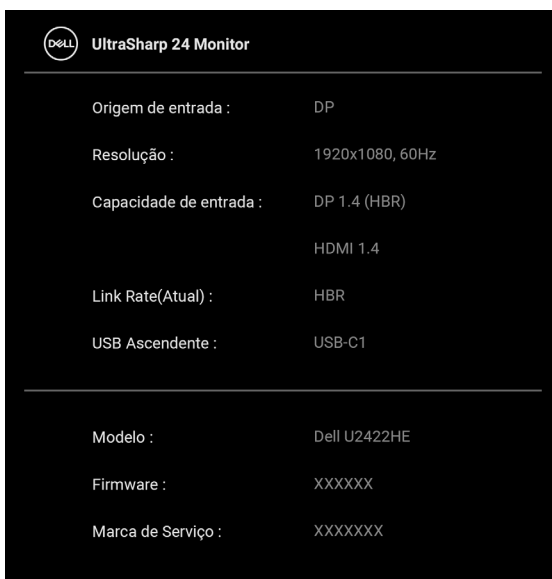 DELL UltraSharp 24 Monitor
Origem de entrada : DP
Resolução : 1920x1080, 60Hz
Capacidade de entrada : DP 1.4 (HBR)
HDMI 1.4
Link Rate(Atual) : HBR
USB Ascendente : USB-C1
Modelo : Dell U2422HE
Firmware : XXXXXX
Marca de Serviço : XXXXXXX